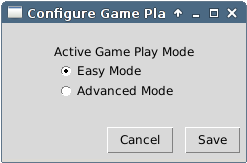 Configure Game Pla
Active Game Play Mode
Easy Mode
Advanced Mode
Cancel Save